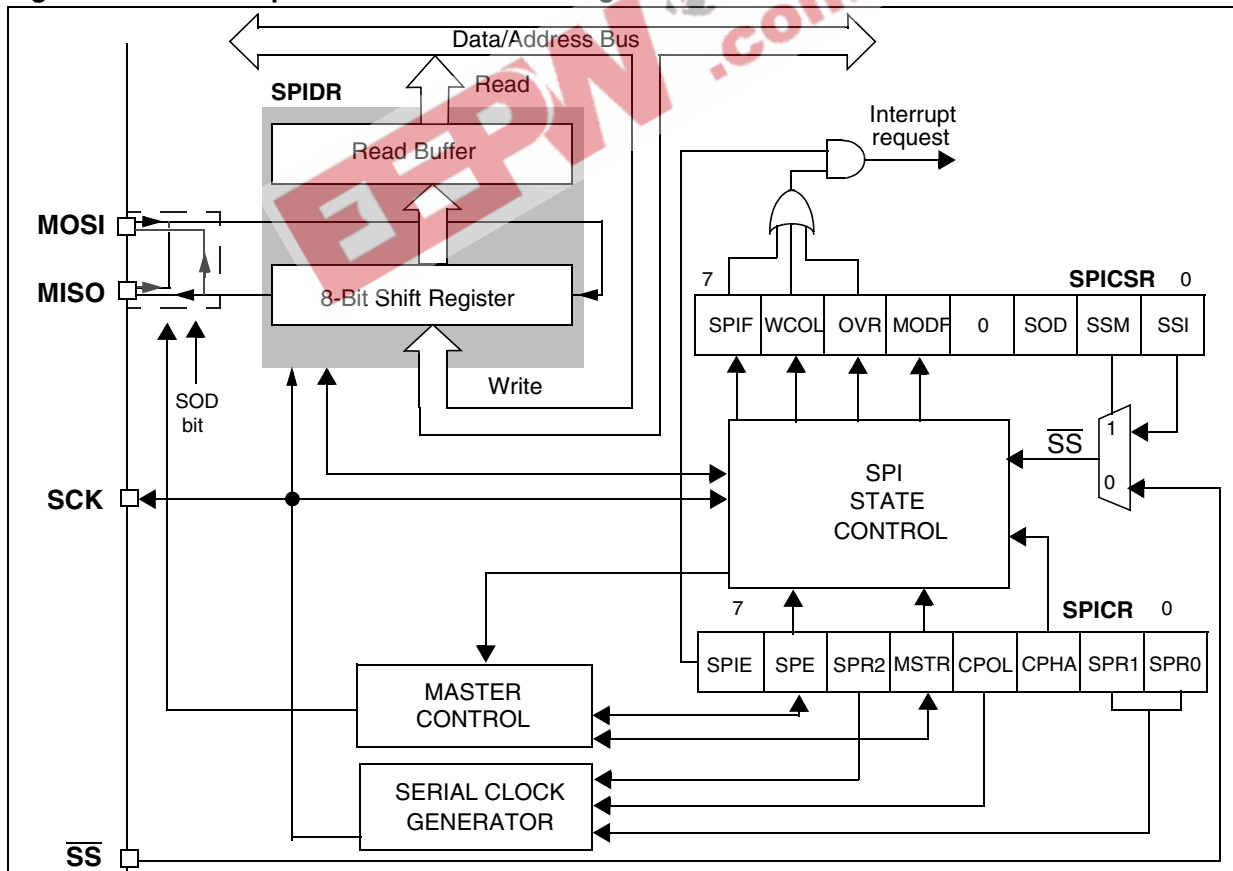 Data/Address Bus
Read
SPIDR
Read Buffer
Interrupt
request
MOSI
MISO
8-Bit Shift Register
7 SPICSR 0
SPIF WCOL OVR MODF 0 SOD SSM SSI
Write
SOD
bit
1
SS
0
SCK
SPI
STATE
CONTROL
7 SPICR 0
SPIE SPE SPR2 MSTR CPOL CPHA SPR1 SPR0
MASTER
CONTROL
SERIAL CLOCK
GENERATOR
SS
EEPW
.com